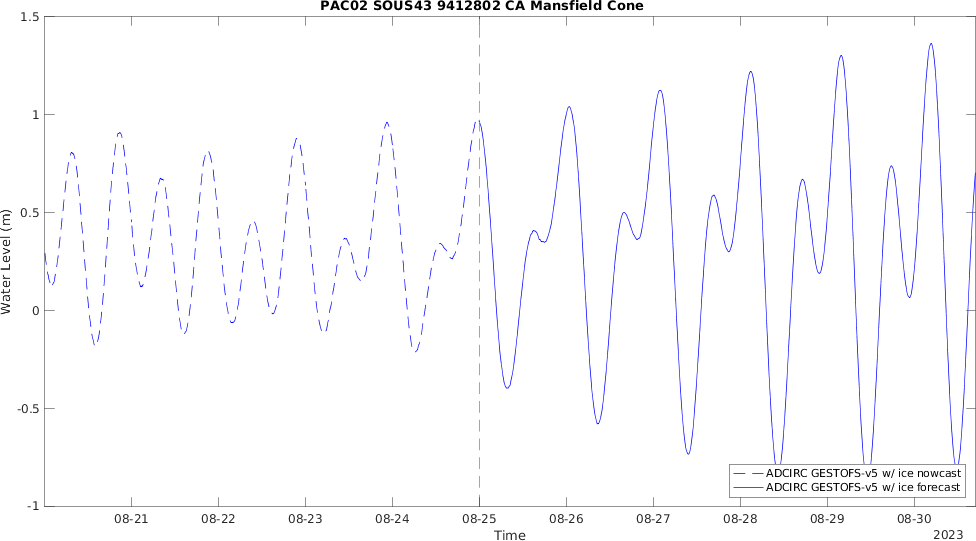 PAC02 SOUS43 9412802 CA Mansfield Cone
1.5
1
0.5
0
-0.5
-1
Water Level (m)
08-21 08-22 08-23 08-24 08-25 08-26 08-27 08-28 08-29 08-30
Time
2023
ADCIRC GESTOFS-v5 w/ ice nowcast
ADCIRC GESTOFS-v5 w/ ice forecast